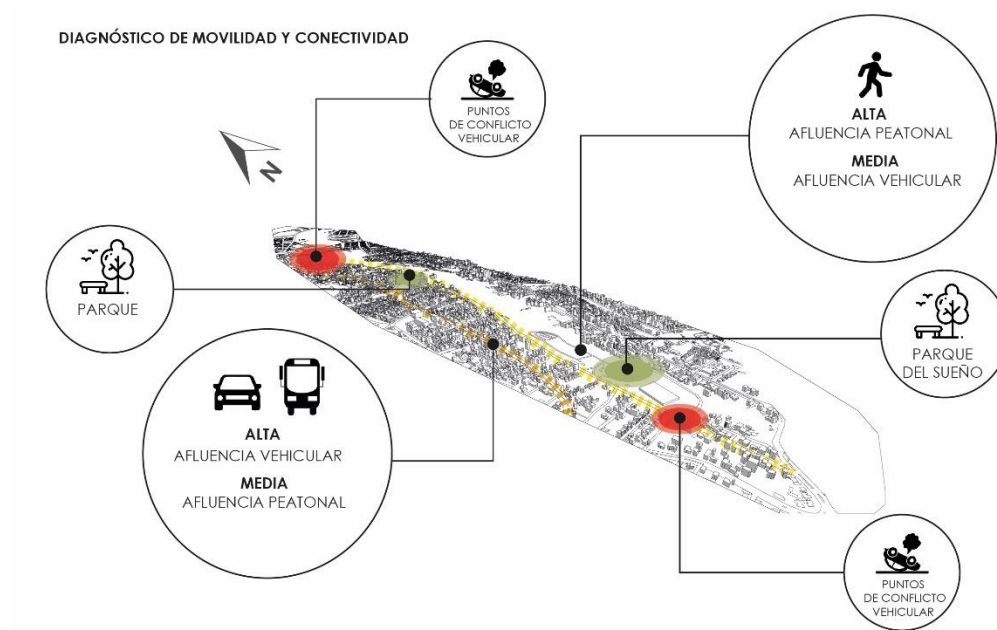 DIAGNÓSTICO DE MOVILIDAD Y CONECTIVIDAD
PUNTOS
DE CONFLICTO
VEHICULAR
ALTA
AFLUENCIA PEATONAL
MEDIA
AFLUENCIA VEHICULAR
N
PARQUE
PARQUE
DEL SUEÑO
ALTA
AFLUENCIA VEHICULAR
MEDIA
AFLUENCIA PEATONAL
PUNTOS
DE CONFLICTO
VEHICULAR